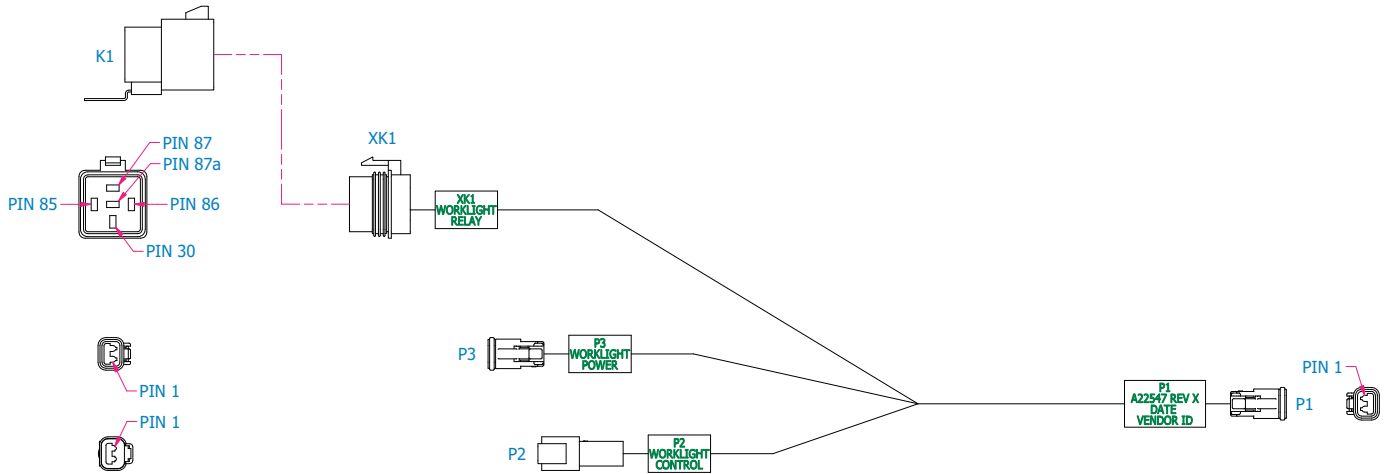 K1
PIN 87
XK1
PIN 87a
PIN 85
PIN 86
XK1
WORKLIGHT
RELAY
PIN 30
P3
P3
WORKLIGHT
POWER
PIN 1
PIN 1
P1
A22547 REV X
DATE
VENDOR ID
P1
PIN 1
P2
P2
WORKLIGHT
CONTROL